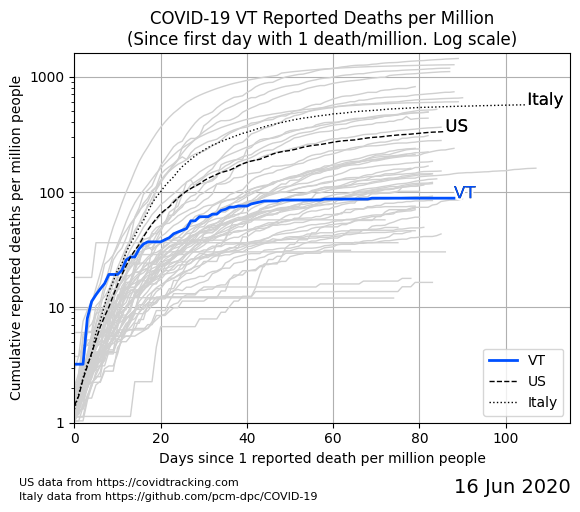 COVID-19 VT Reported Deaths per Million
(Since first day with 1 death/million. Log scale)
Cumulative reported deaths per million people
1000
100
10
1
Italy
US
VT
VT
US
Italy
0 20 40 60 80 100
Days since 1 reported death per million people
US data from https://covidtracking.com
Italy data from https://github.com/pcm-dpc/COVID-19
16 Jun 2020